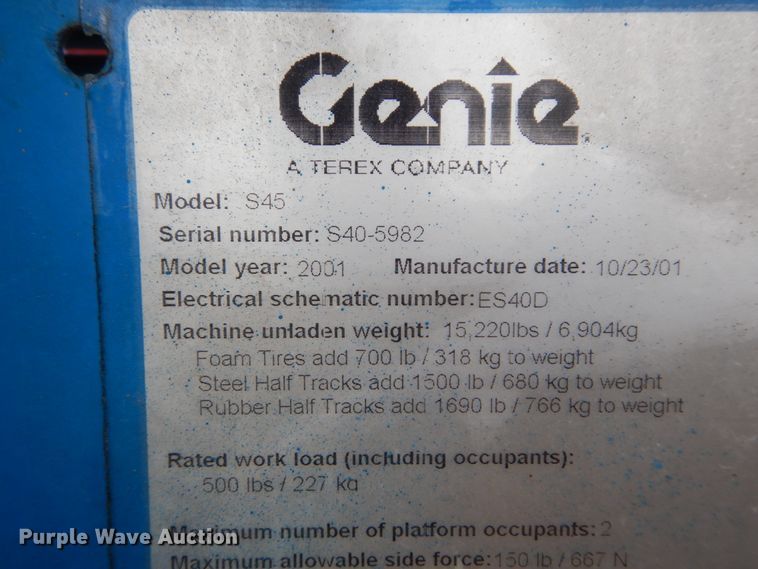 Genie
A TEREX COMPANY
Model: S45
Serial number: S40-5982
Model year: 2001 Manufacture date: 10/23/01
Electrical schematic number: ES40D
Machine unladen weight: 15,220lbs / 6,904kg
Foam Tires add 700 lb / 318 kg to weight
Steel Half Tracks add 1500 lb / 680 kg to weight
Rubber Half Tracks add 1690 lb / 766 kg to weight
Rated work load (including occupants):
500 lbs / 227 kg
Maximum number of platform occupants: 2
Maximum allowable side force: 150 lb / 667 N
Purple Wave Auction